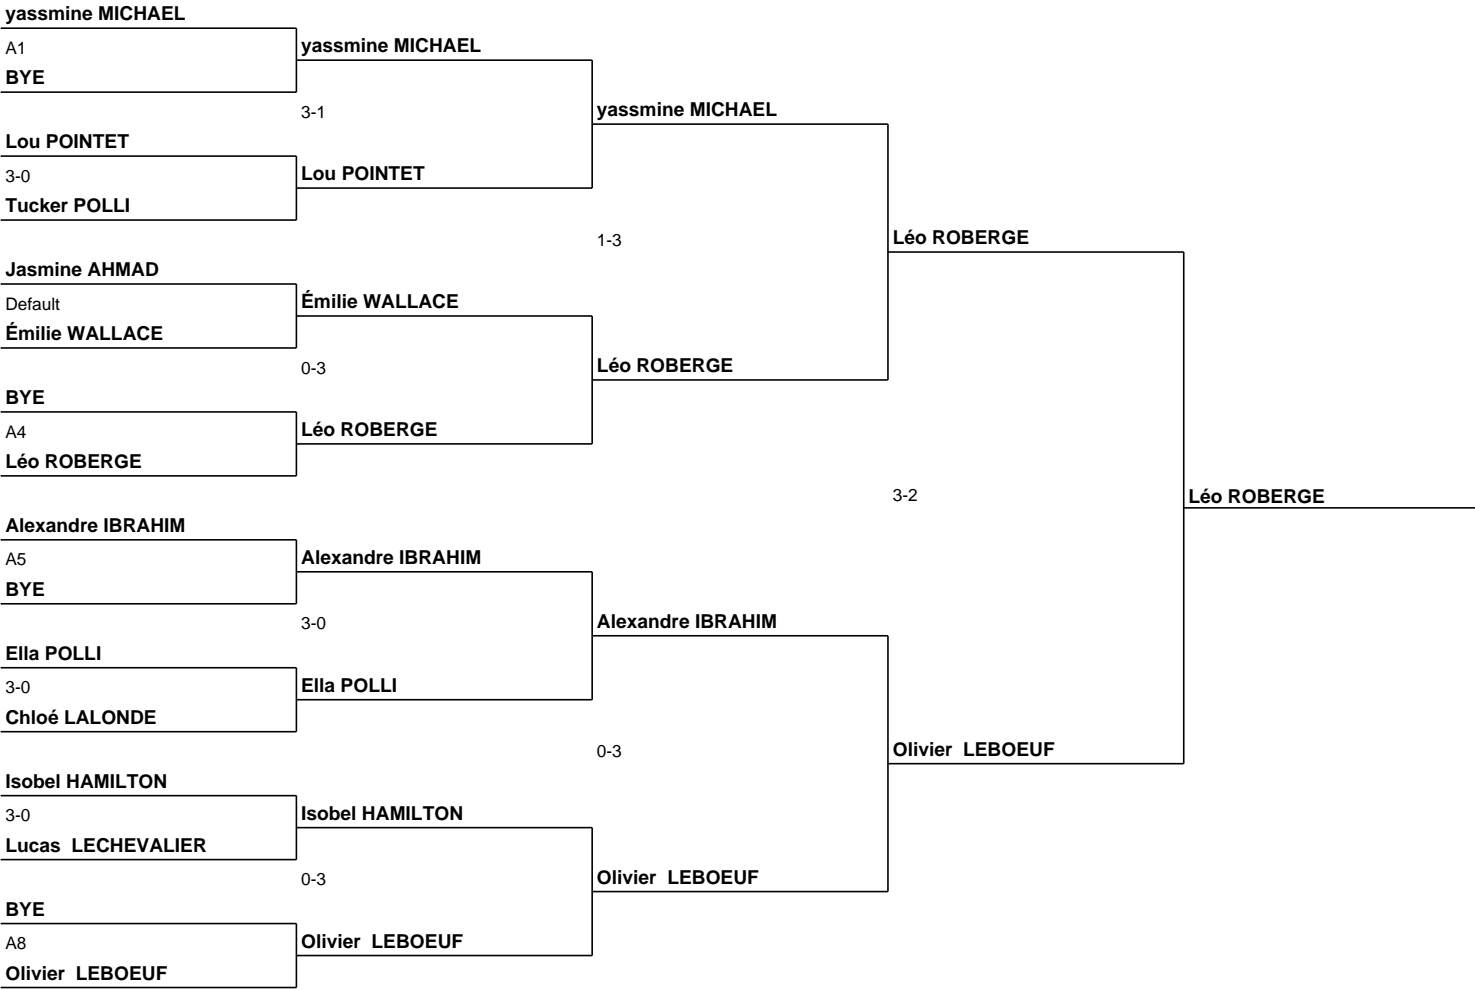 yassmine MICHAEL
A1
BYE
Lou POINTET
3-0
Tucker POLLI
Jasmine AHMAD
Default
Émilie WALLACE
BYE
A4
Léo ROBERGE
Alexandre IBRAHIM
A5
BYE
Ella POLLI
3-0
Chloé LALONDE
Isobel HAMILTON
3-0
Lucas  LECHEVALIER
BYE
A8
Olivier  LEBOEUF
yassmine MICHAEL
3-1
Lou POINTET
Émilie WALLACE
0-3
Léo ROBERGE
Alexandre IBRAHIM
3-0
Ella POLLI
Isobel HAMILTON
0-3
Olivier  LEBOEUF
yassmine MICHAEL
1-3
Léo ROBERGE
Alexandre IBRAHIM
0-3
Olivier  LEBOEUF
Léo ROBERGE
3-2
Olivier  LEBOEUF
Léo ROBERGE